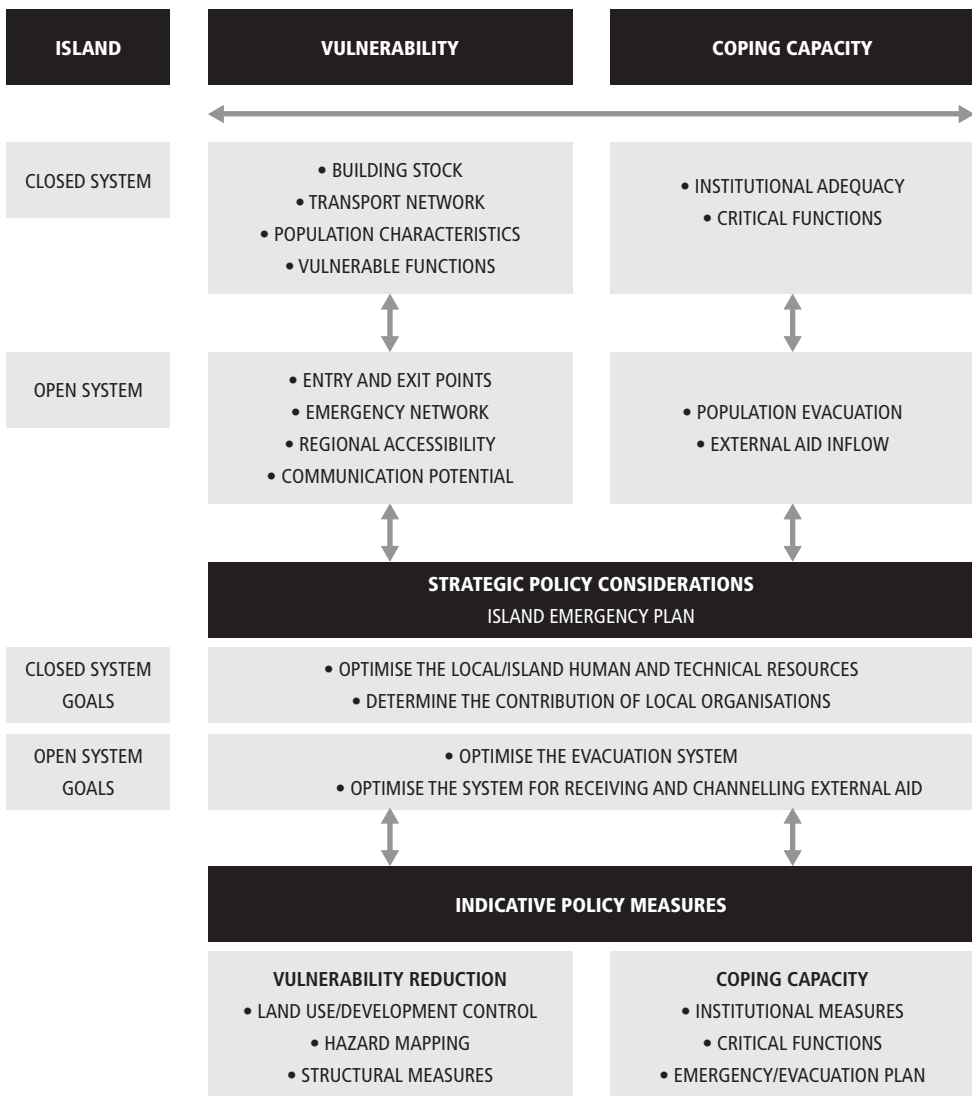 ISLAND
VULNERABILITY
COPING CAPACITY
CLOSED SYSTEM
• BUILDING STOCK
• TRANSPORT NETWORK
• POPULATION CHARACTERISTICS
• VULNERABLE FUNCTIONS
• INSTITUTIONAL ADEQUACY
• CRITICAL FUNCTIONS
OPEN SYSTEM
• ENTRY AND EXIT POINTS
• EMERGENCY NETWORK
• REGIONAL ACCESSIBILITY
• COMMUNICATION POTENTIAL
• POPULATION EVACUATION
• EXTERNAL AID INFLOW
STRATEGIC POLICY CONSIDERATIONS
ISLAND EMERGENCY PLAN
CLOSED SYSTEM
GOALS
• OPTIMISE THE LOCAL/ISLAND HUMAN AND TECHNICAL RESOURCES
• DETERMINE THE CONTRIBUTION OF LOCAL ORGANISATIONS
OPEN SYSTEM
GOALS
• OPTIMISE THE EVACUATION SYSTEM
• OPTIMISE THE SYSTEM FOR RECEIVING AND CHANNELLING EXTERNAL AID
INDICATIVE POLICY MEASURES
VULNERABILITY REDUCTION
• LAND USE/DEVELOPMENT CONTROL
• HAZARD MAPPING
• STRUCTURAL MEASURES
COPING CAPACITY
• INSTITUTIONAL MEASURES
• CRITICAL FUNCTIONS
• EMERGENCY/EVACUATION PLAN